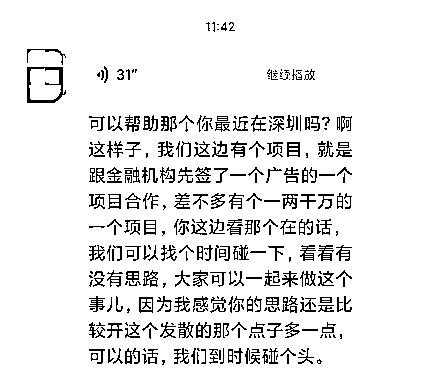 11:42
31″ 继续播放
可以帮助那个你最近在深圳吗？啊
这样子，我们这边有个项目，就是
跟金融机构先签了一个广告的一个
项目合作，差不多有个一两千万的
一个项目，你这边看那个在的话，
我们可以找个时间碰一下，看看有
没有思路，大家可以一起来做这个
事儿，因为我感觉你的思路还是比
较开这个发散的那个点子多一点，
可以的话，我们到时候碰个头。